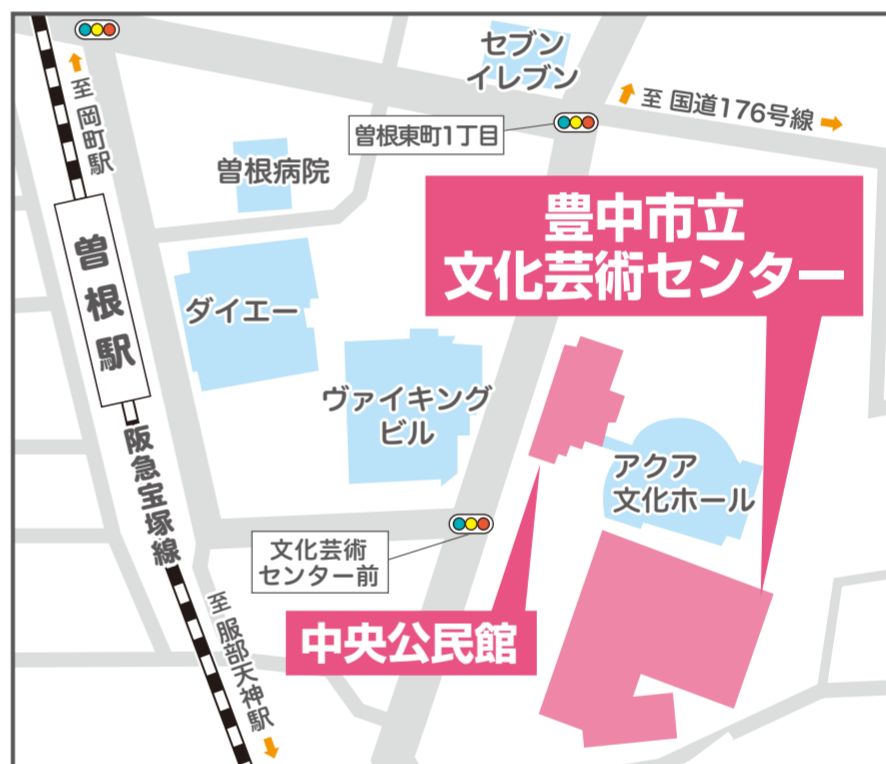 セブン
イレブン
至 国道176号線
曽根東町1丁目
至 岡町駅
曽根病院
豊中市立
文化芸術センター
曽根駅
ダイエー
ヴァイキング
ビル
アクア
文化ホール
阪急宝塚線
文化芸術
センター前
至 服部天神駅
中央公民館